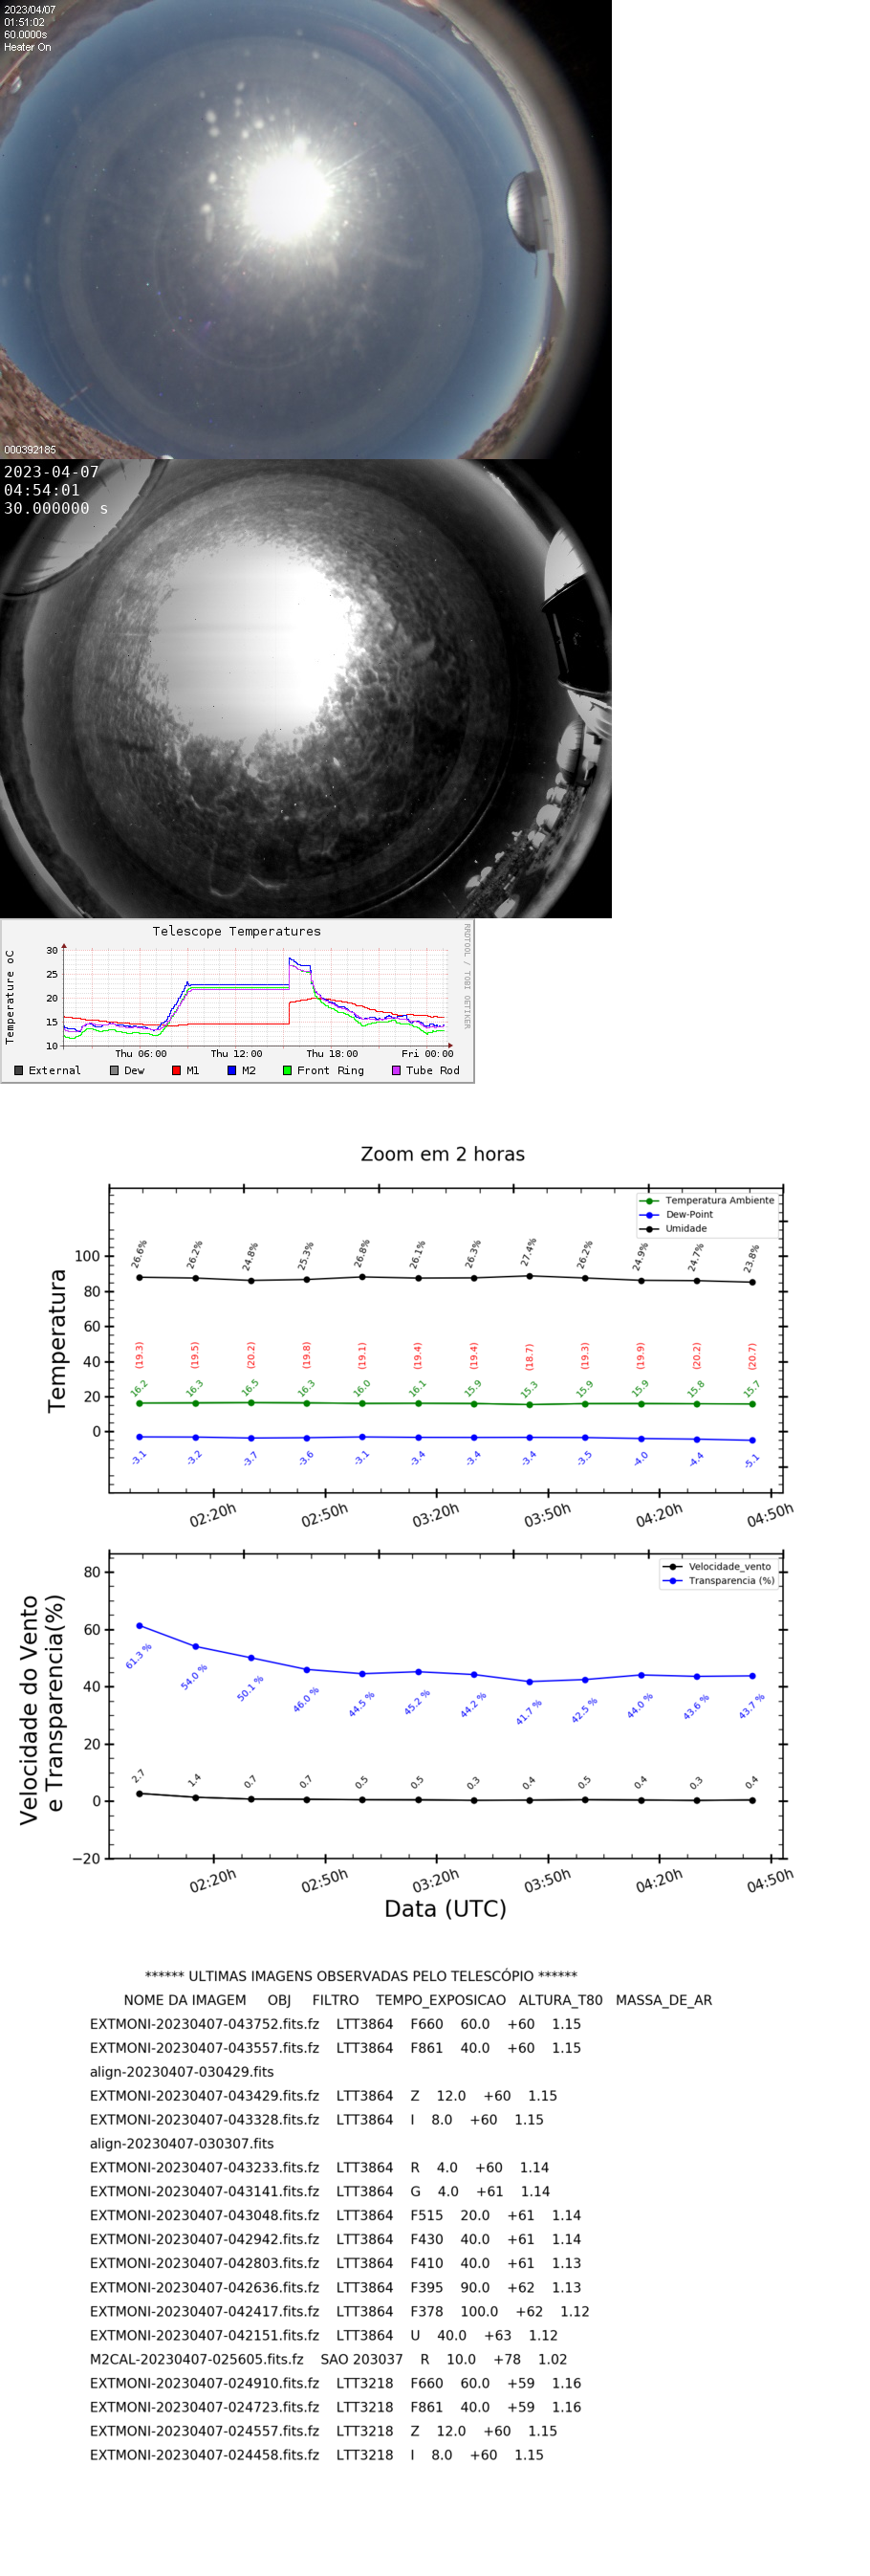 2023/04/07
01:51:02
60.0000s
Heater On
000392185
2023-04-07
04:54:01
30.000000 s
Telescope Temperatures
RRDTOOL / TOBI OETIKER
Temperature oC
30
25
20
15
10
Thu 06:00 Thu 12:00 Thu 18:00 Fri 00:00
External Dew M1 M2 Front Ring Tube Rod
Zoom em 2 horas
Temperatura
Temperatura Ambiente
Dew-Point
Umidade
100
80
60
40
20
0
26.6% 26.2% 24.8% 25.3% 26.8% 26.1% 26.3% 27.4% 26.2% 24.9% 24.7% 23.8%
(19.3) (19.5) (20.2) (19.8) (19.1) (19.4) (19.4) (18.7) (19.3) (19.9) (20.2) (20.7)
16.2 16.3 16.5 16.3 16.0 16.1 15.9 15.3 15.9 15.9 15.8 15.7
-3.1 -3.2 -3.7 -3.6 -3.1 -3.4 -3.4 -3.4 -3.5 -4.0 -4.4 -5.1
02:20h 02:50h 03:20h 03:50h 04:20h 04:50h
Velocidade do Vento
e Transparencia(%)
Velocidade_vento
Transparencia (%)
80
60
40
20
0
−20
61.3 % 54.0 % 50.1 % 46.0 % 44.5 % 45.2 % 44.2 % 41.7 % 42.5 % 44.0 % 43.6 % 43.7 %
2.7 1.4 0.7 0.7 0.5 0.5 0.3 0.4 0.5 0.4 0.3 0.4
02:20h 02:50h 03:20h 03:50h 04:20h 04:50h
Data (UTC)
****** ULTIMAS IMAGENS OBSERVADAS PELO TELESCÓPIO ******
NOME DA IMAGEM OBJ FILTRO TEMPO_EXPOSICAO ALTURA_T80 MASSA_DE_AR
EXTMONI-20230407-043752.fits.fz LTT3864 F660 60.0 +60 1.15
EXTMONI-20230407-043557.fits.fz LTT3864 F861 40.0 +60 1.15
align-20230407-030429.fits
EXTMONI-20230407-043429.fits.fz LTT3864 Z 12.0 +60 1.15
EXTMONI-20230407-043328.fits.fz LTT3864 I 8.0 +60 1.15
align-20230407-030307.fits
EXTMONI-20230407-043233.fits.fz LTT3864 R 4.0 +60 1.14
EXTMONI-20230407-043141.fits.fz LTT3864 G 4.0 +61 1.14
EXTMONI-20230407-043048.fits.fz LTT3864 F515 20.0 +61 1.14
EXTMONI-20230407-042942.fits.fz LTT3864 F430 40.0 +61 1.14
EXTMONI-20230407-042803.fits.fz LTT3864 F410 40.0 +61 1.13
EXTMONI-20230407-042636.fits.fz LTT3864 F395 90.0 +62 1.13
EXTMONI-20230407-042417.fits.fz LTT3864 F378 100.0 +62 1.12
EXTMONI-20230407-042151.fits.fz LTT3864 U 40.0 +63 1.12
M2CAL-20230407-025605.fits.fz SAO 203037 R 10.0 +78 1.02
EXTMONI-20230407-024910.fits.fz LTT3218 F660 60.0 +59 1.16
EXTMONI-20230407-024723.fits.fz LTT3218 F861 40.0 +59 1.16
EXTMONI-20230407-024557.fits.fz LTT3218 Z 12.0 +60 1.15
EXTMONI-20230407-024458.fits.fz LTT3218 I 8.0 +60 1.15